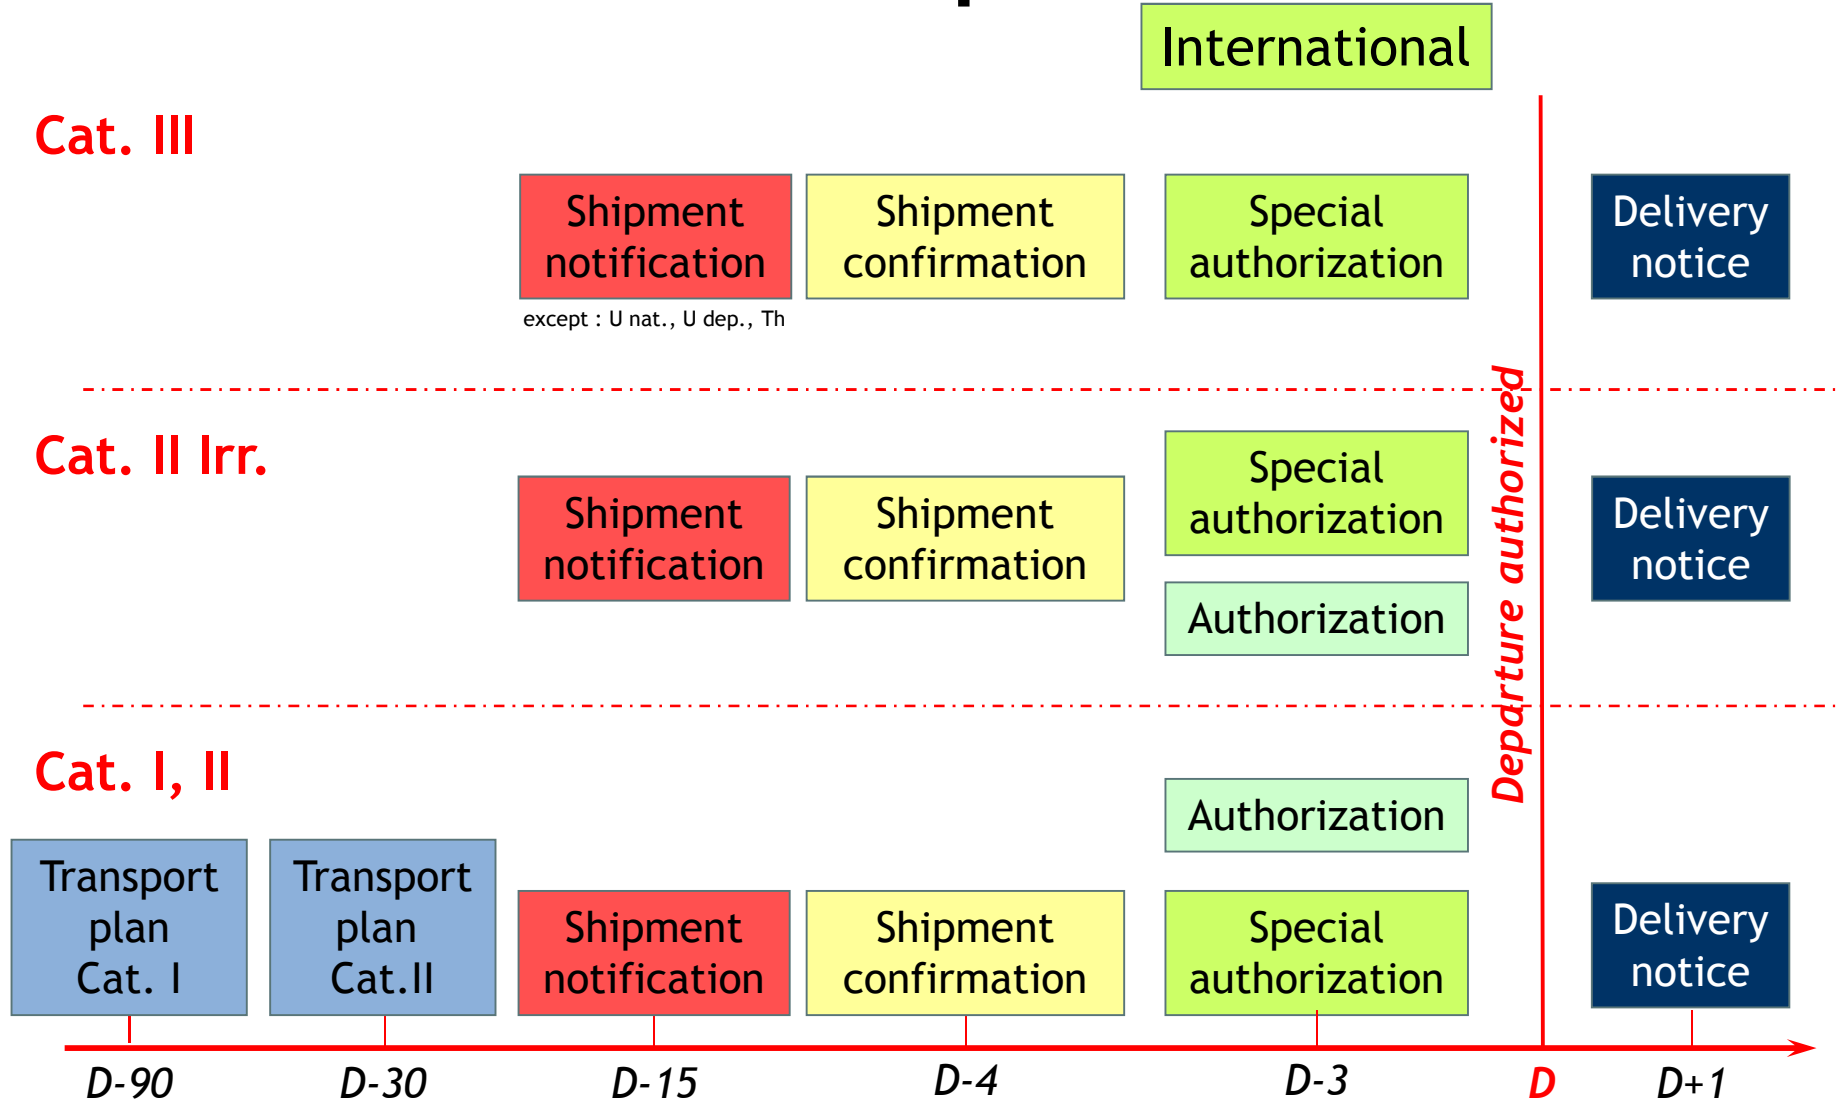 International
Cat. III
Shipment
notification
Shipment
confirmation
Special
authorization
Delivery
notice
except : U nat., U dep., Th
Departure authorized
Cat. II Irr.
Shipment
notification
Shipment
confirmation
Special
authorization
Authorization
Delivery
notice
Cat. I, II
Authorization
Transport
plan
Cat. I
Transport
plan
Cat.II
Shipment
notification
Shipment
confirmation
Special
authorization
Delivery
notice
D-90
D-30
D-15
D-4
D-3
D
D+1